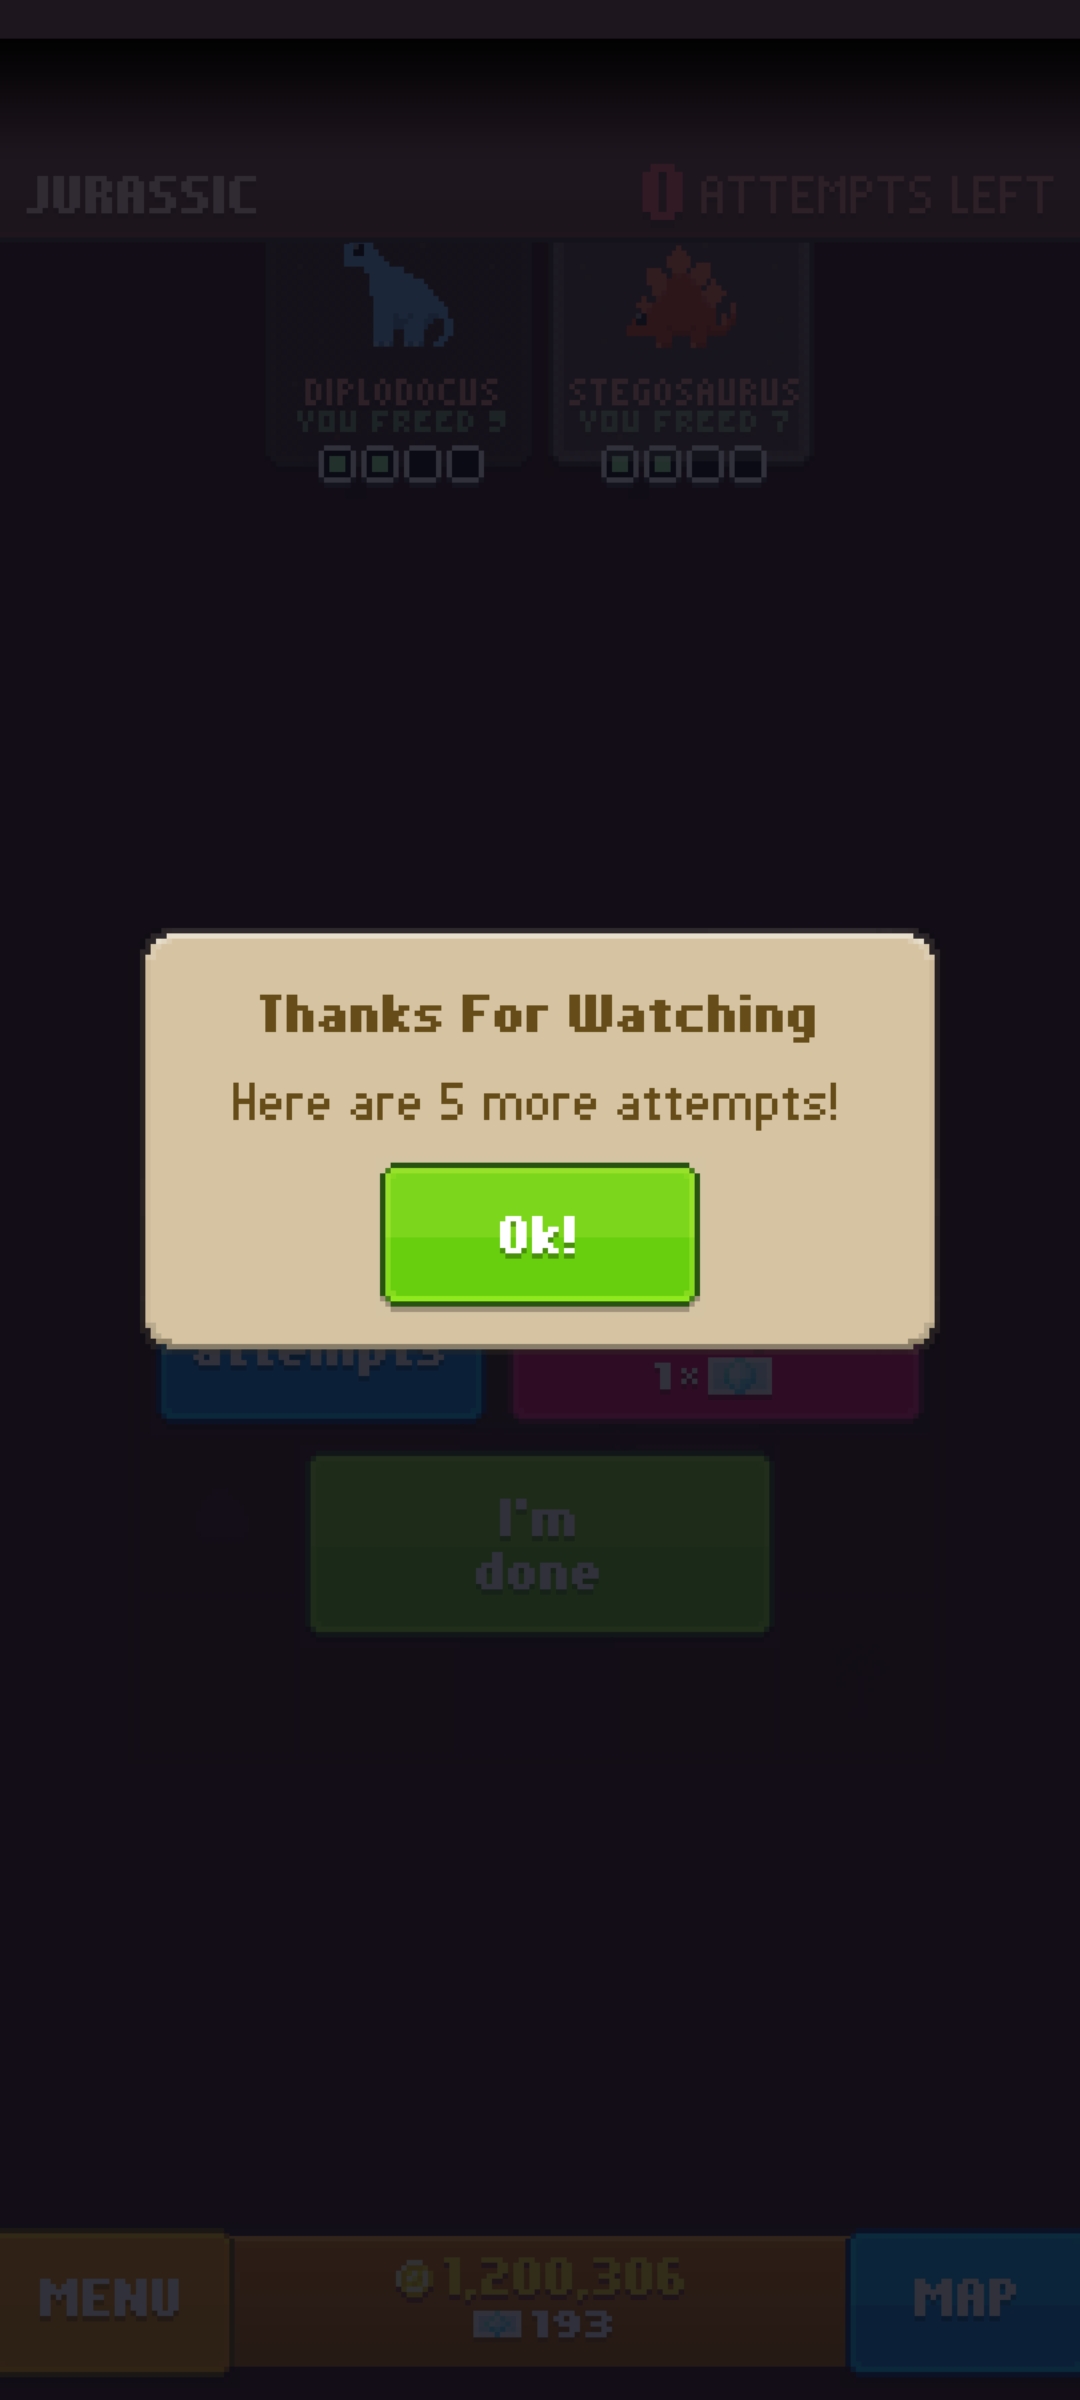 JURASSIC
0 ATTEMPTS LEFT
DIPLODOCUS
YOU FREED 9
STEGOSAURUS
YOU FREED 7
Thanks For Watching
Here are 5 more attempts!
Ok!
attempts
1×
I'm
done
MENU
1,200,306
193
MAP